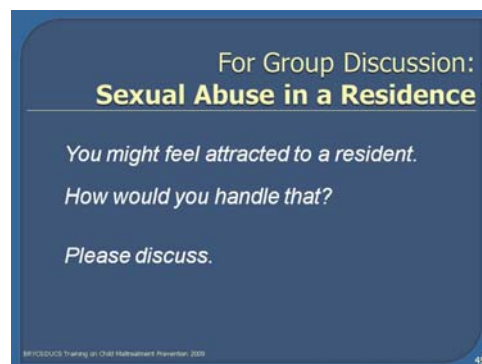 For Group Discussion:
Sexual Abuse in a Residence
You might feel attracted to a resident.
How would you handle that?
Please discuss.
BRYCS/DUCS Training on Child Maltreatment Prevention 2009